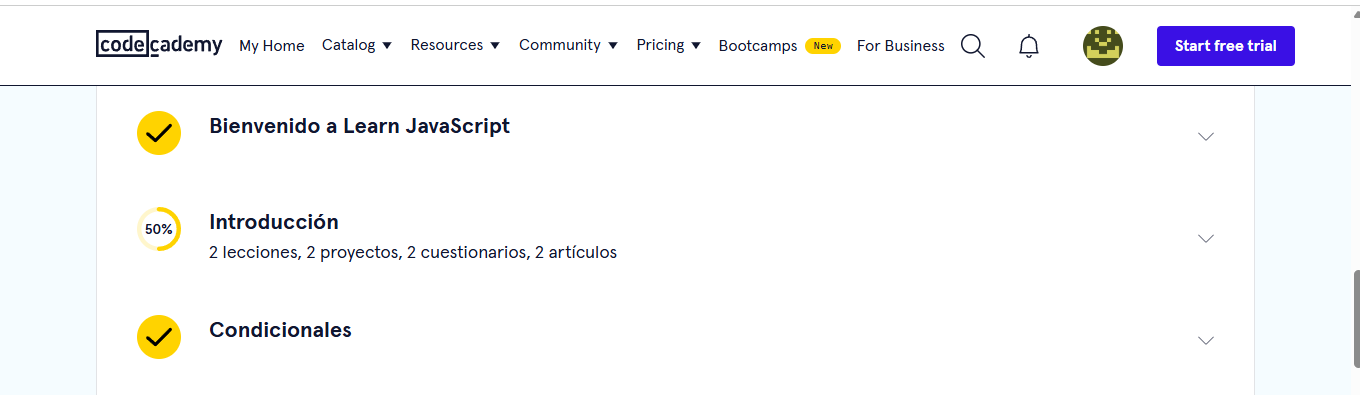 codecademy My Home Catalog Resources Community Pricing Bootcamps New For Business Start free trial
Bienvenido a Learn JavaScript
50% Introducción
2 lecciones, 2 proyectos, 2 cuestionarios, 2 artículos
Condicionales